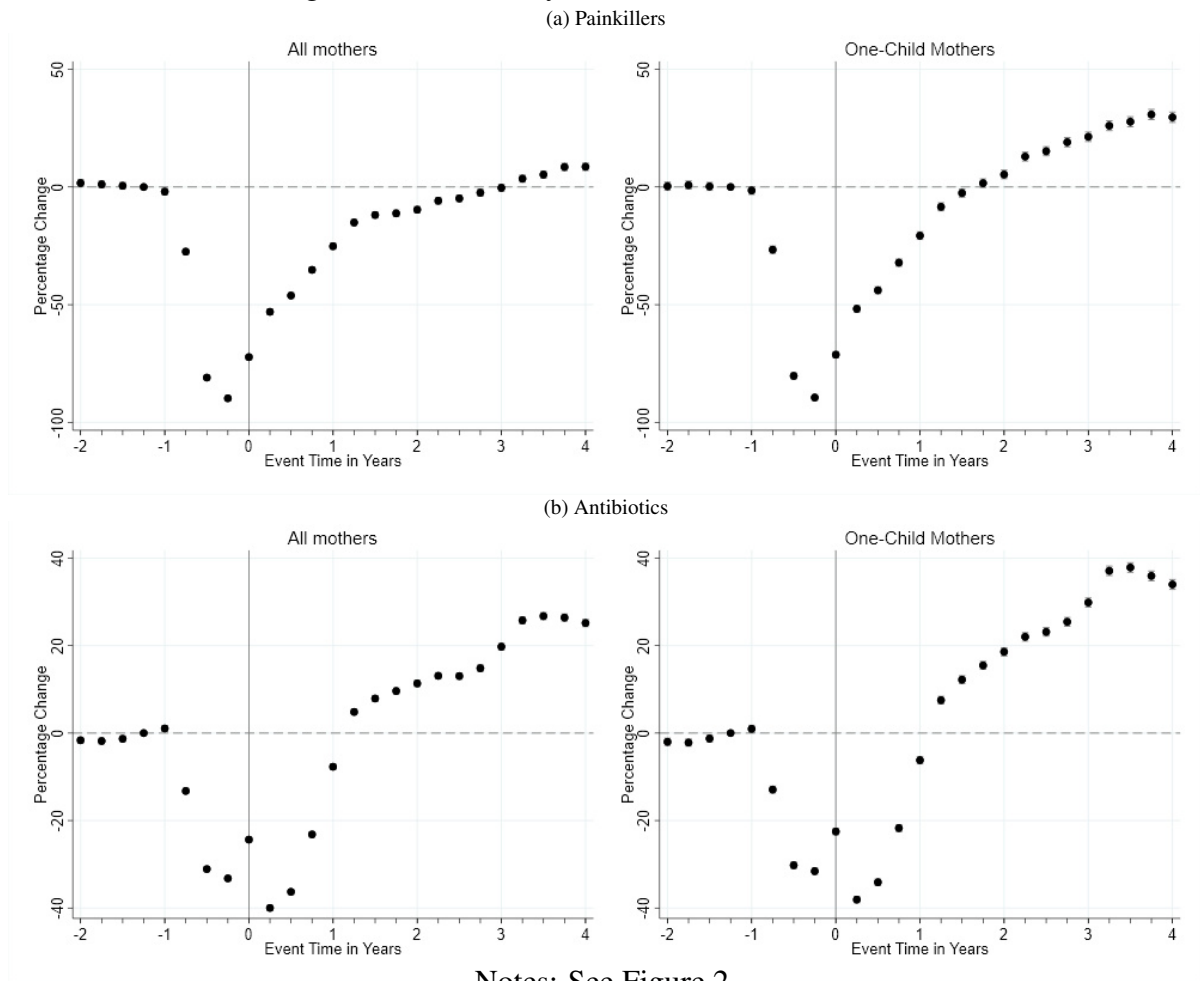 (a) Painkillers
All mothers
Percentage Change
50
0
-50
-100
-2 -1 0 1 2 3 4
Event Time in Years
One-Child Mothers
Percentage Change
50
0
-50
-100
-2 -1 0 1 2 3 4
Event Time in Years
(b) Antibiotics
All mothers
Percentage Change
40
20
0
-20
-40
-2 -1 0 1 2 3 4
Event Time in Years
One-Child Mothers
Percentage Change
40
20
0
-20
-40
-2 -1 0 1 2 3 4
Event Time in Years
Notes: See Figure 2